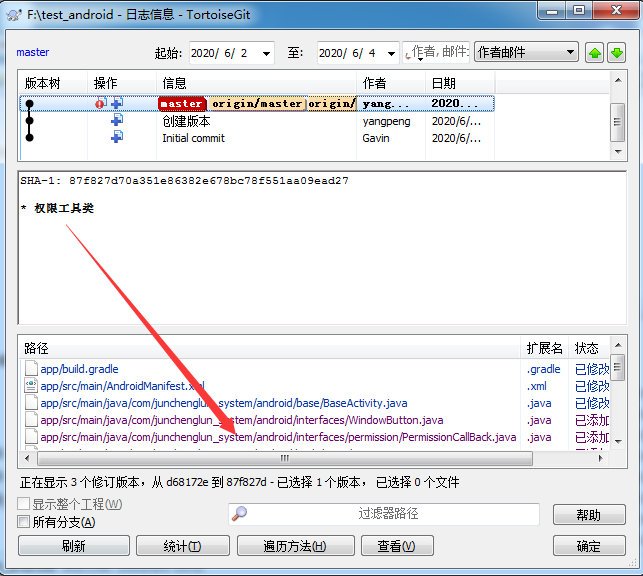 F:\test_android - 日志信息 - TortoiseGit
master 起始: 2020/ 6/ 2 至: 2020/ 6/ 4 作者, 邮件: 作者邮件
版本树 操作 信息 作者 日期
master origin/master origin/ yang... 2020...
创建版本 yangpeng 2020/6/...
Initial commit Gavin 2020/6/...
SHA-1: 87f827d70a351e86382e678bc78f551aa09ead27
* 权限工具类
路径 扩展名 状态
app/build.gradle .gradle 已修改
app/src/main/AndroidManifest.xml .xml 已修改
app/src/main/java/com/junchenglun_system/android/base/BaseActivity.java .java 已修改
app/src/main/java/com/junchenglun_system/android/interfaces/WindowButton.java .java 已添加
app/src/main/java/com/junchenglun_system/android/interfaces/permission/PermissionCallBack.java .java 已添加
正在显示 3 个修订版本，从 d68172e 到 87f827d - 已选择 1 个版本， 已选择 0 个文件
显示整个工程(W)
所有分支(A)
过滤器路径
帮助
刷新 统计(T) 遍历方法(H) 查看(V) 确定